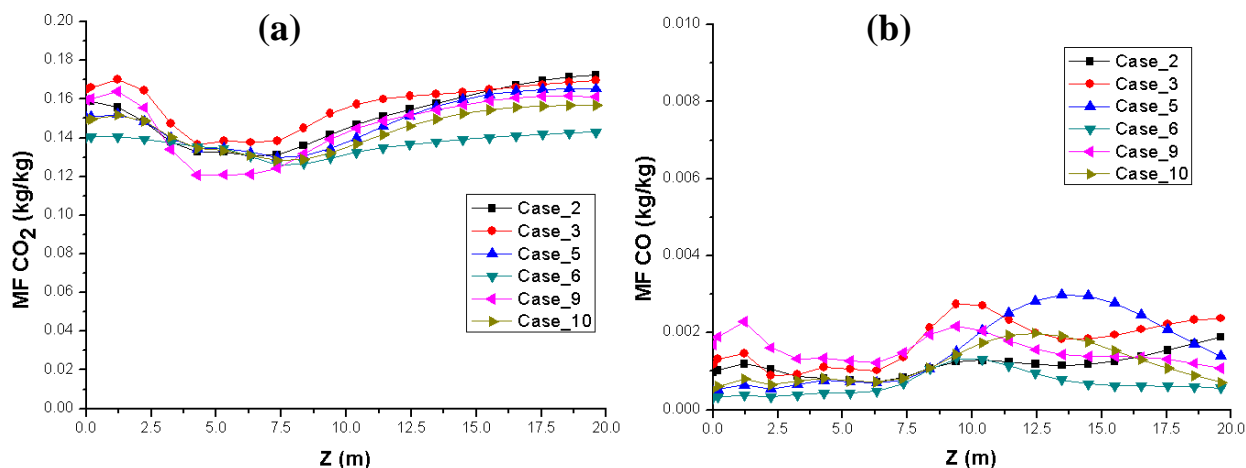 (a)
MF CO2 (kg/kg)
0.20
0.18
0.16
0.14
0.12
0.10
0.08
0.06
0.04
0.02
0.00
0.0 2.5 5.0 7.5 10.0 12.5 15.0 17.5 20.0
Z (m)
Case_2
Case_3
Case_5
Case_6
Case_9
Case_10
(b)
MF CO (kg/kg)
0.010
0.008
0.006
0.004
0.002
0.000
0.0 2.5 5.0 7.5 10.0 12.5 15.0 17.5 20.0
Z (m)
Case_2
Case_3
Case_5
Case_6
Case_9
Case_10